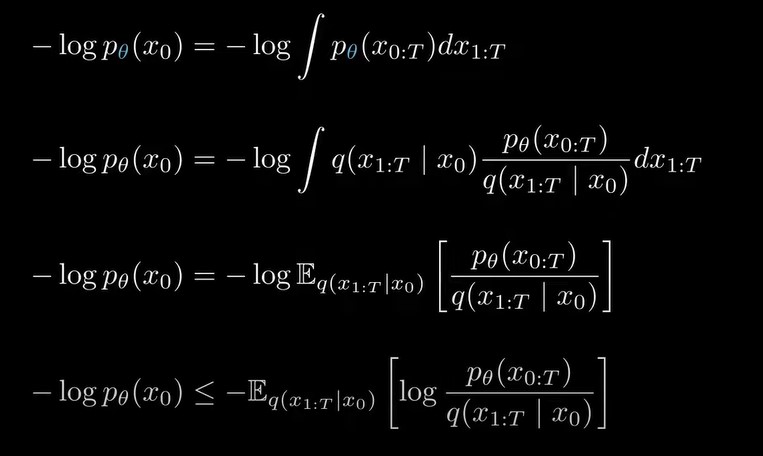 $-\log p_\theta(x_0) = -\log \int p_\theta(x_{0:T})dx_{1:T}$
$-\log p_\theta(x_0) = -\log \int q(x_{1:T} \mid x_0) \frac{p_\theta(x_{0:T})}{q(x_{1:T} \mid x_0)} dx_{1:T}$
$-\log p_\theta(x_0) = -\log \mathbb{E}_{q(x_{1:T}|x_0)} \left[ \frac{p_\theta(x_{0:T})}{q(x_{1:T} \mid x_0)} \right]$
$-\log p_\theta(x_0) \leq -\mathbb{E}_{q(x_{1:T}|x_0)} \left[ \log \frac{p_\theta(x_{0:T})}{q(x_{1:T} \mid x_0)} \right]$